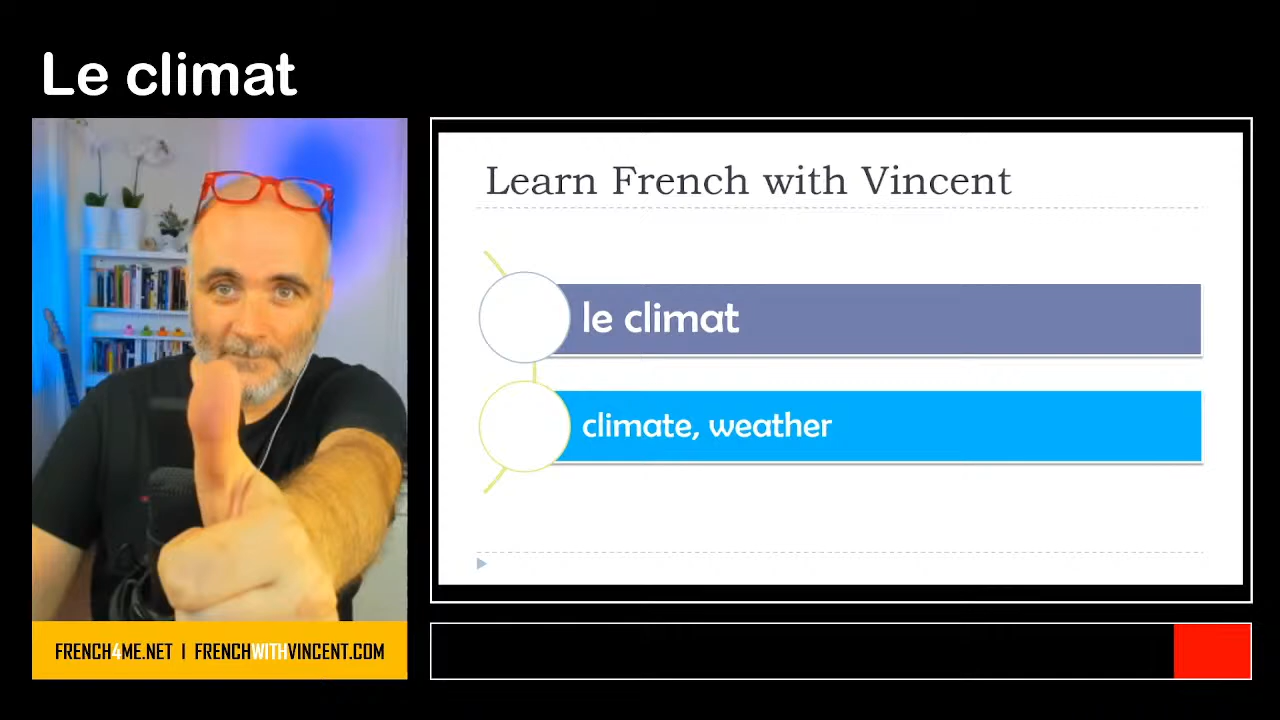 Le climat
Learn French with Vincent
le climat
climate, weather
FRENCH4ME.NET I FRENCHWITHVINCENT.COM